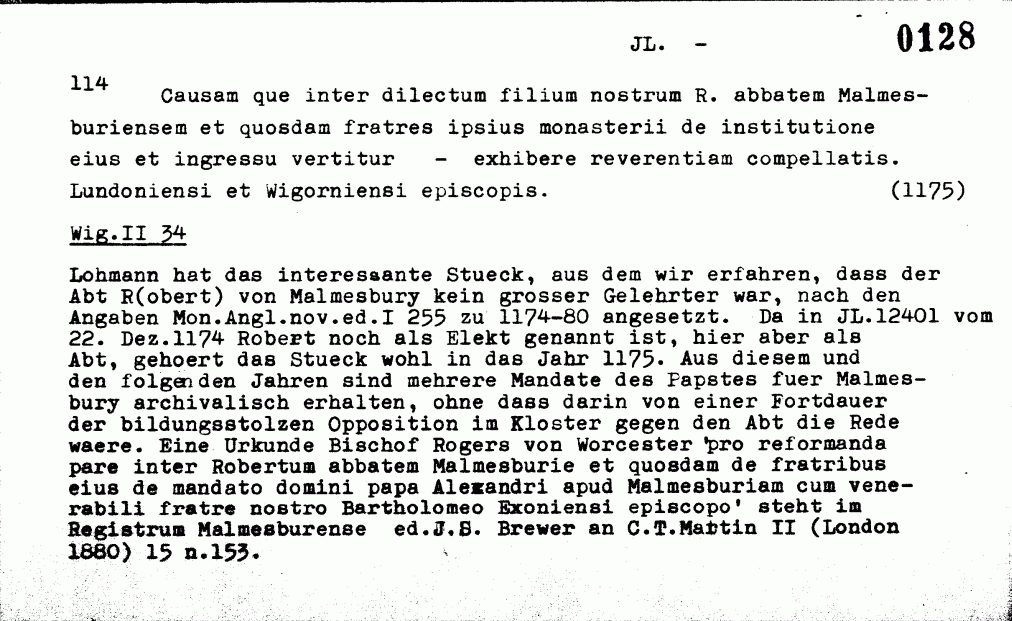 JL. - 0128
114
Causam que inter dilectum filium nostrum R. abbatem Malmes-
buriensem et quosdam fratres ipsius monasterii de institutione
eius et ingressu vertitur - exhibere reverentiam compellatis.
Lundoniensi et Wigorniensi episcopis. (1175)
Wig.II 34
Lohmann hat das interessante Stueck, aus dem wir erfahren, dass der
Abt R(obert) von Malmesbury kein grosser Gelehrter war, nach den
Angaben Mon.Angl.nov.ed.I 255 zu 1174-80 angesetzt. Da in JL.12401 vom
22. Dez.1174 Robert noch als Elekt genannt ist, hier aber als
Abt, gehoert das Stueck wohl in das Jahr 1175. Aus diesem und
den folgenden Jahren sind mehrere Mandate des Papstes fuer Malmes-
bury archivalisch erhalten, ohne dass darin von einer Fortdauer
der bildungsstolzen Opposition im Kloster gegen den Abt die Rede
waere. Eine Urkunde Bischof Rogers von Worcester 'pro reformanda
pare inter Robertum abbatem Malmesburie et quosdam de fratribus
eius de mandato domini papa Alexandri apud Malmesburiam cum vene-
rabili fratre nostro Bartholomeo Exoniensi episcopo' steht im
Registrum Malmesburense ed.J.S. Brewer an C.T.Mabtin II (London
1880) 15 n.153.